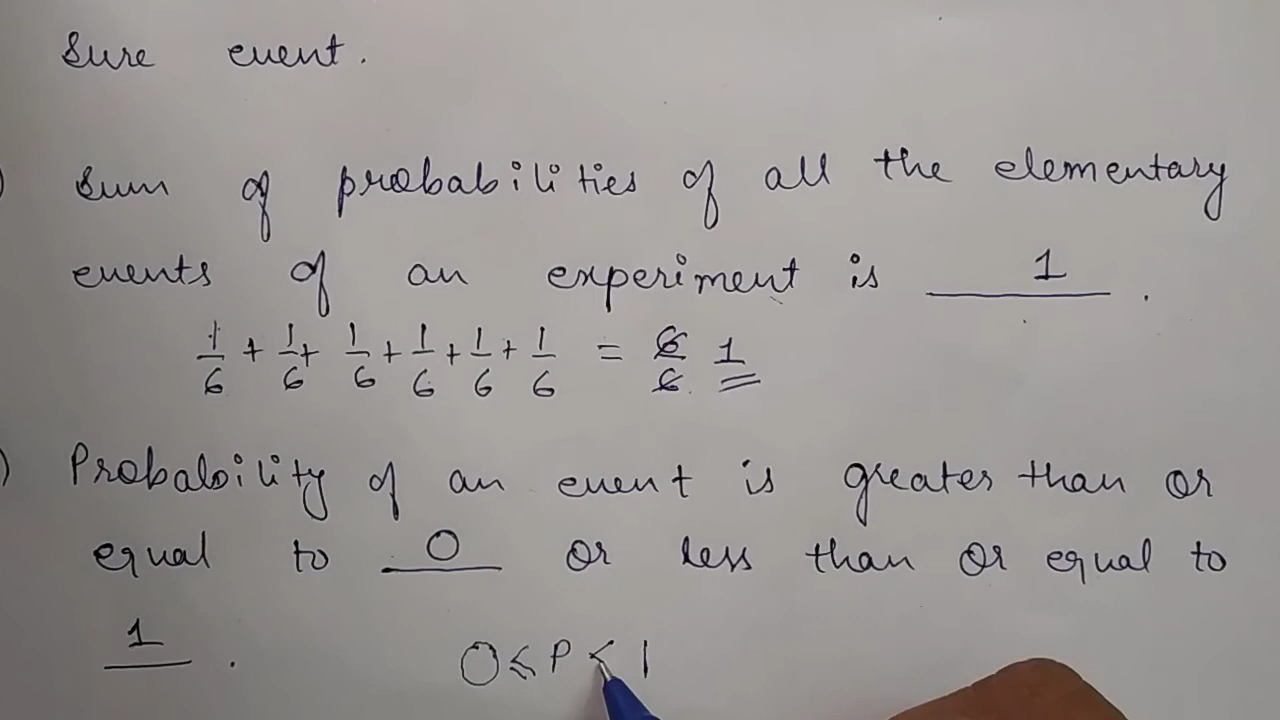 Sure event.
) Sum of probabilities of all the elementary
events of an experiment is 1 .
1/6 + 1/6 + 1/6 + 1/6 + 1/6 + 1/6 = 6/6 1
) Probability of an event is greater than or
equal to 0 or less than or equal to
1 . 0 ≤ P < 1